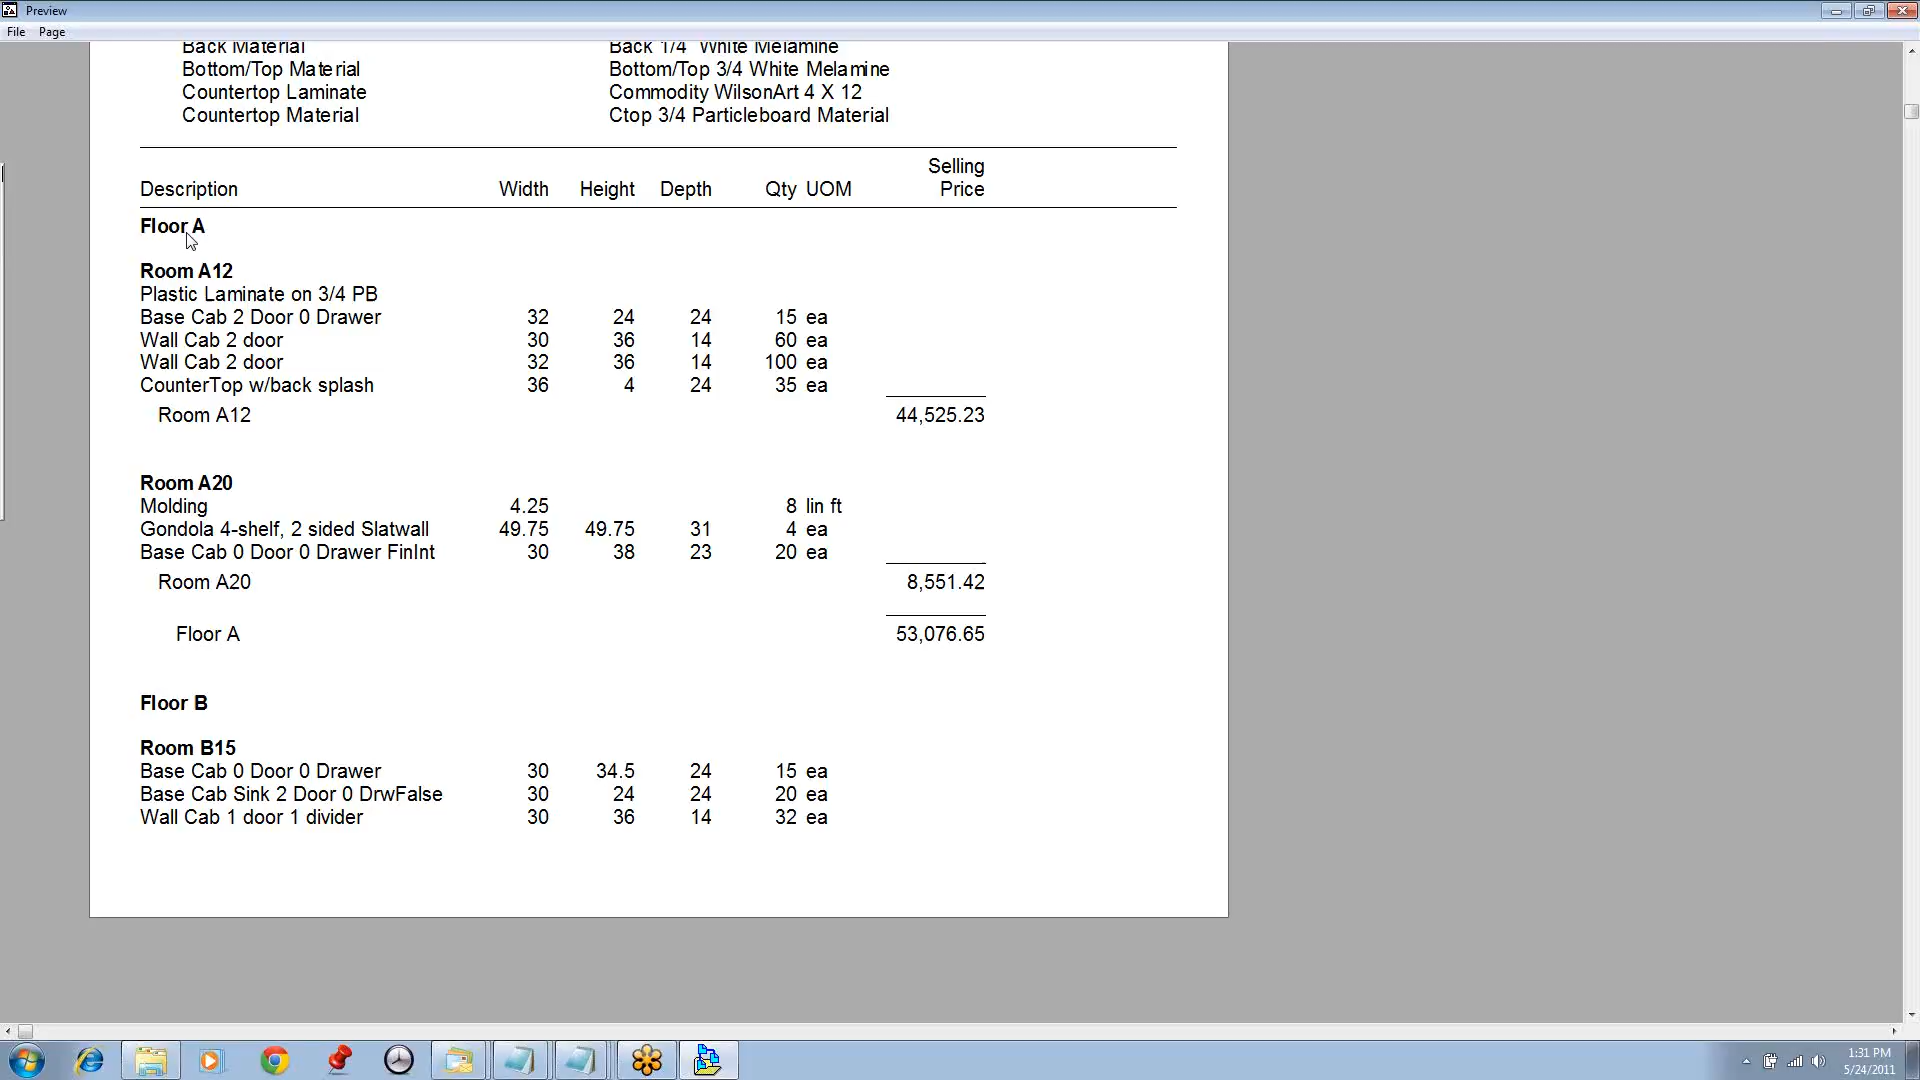 Preview
File Page
Back Material Back 1/4 White Melamine
Bottom/Top Material Bottom/Top 3/4 White Melamine
Countertop Laminate Commodity WilsonArt 4 X 12
Countertop Material Ctop 3/4 Particleboard Material
Selling
Description Width Height Depth Qty UOM Price
Floor A
Room A12
Plastic Laminate on 3/4 PB
Base Cab 2 Door 0 Drawer 32 24 24 15 ea
Wall Cab 2 door 30 36 14 60 ea
Wall Cab 2 door 32 36 14 100 ea
CounterTop w/back splash 36 4 24 35 ea
Room A12 44,525.23
Room A20
Molding 4.25 8 lin ft
Gondola 4-shelf, 2 sided Slatwall 49.75 49.75 31 4 ea
Base Cab 0 Door 0 Drawer FinInt 30 38 23 20 ea
Room A20 8,551.42
Floor A 53,076.65
Floor B
Room B15
Base Cab 0 Door 0 Drawer 30 34.5 24 15 ea
Base Cab Sink 2 Door 0 DrwFalse 30 24 24 20 ea
Wall Cab 1 door 1 divider 30 36 14 32 ea
1:31 PM
5/24/2011